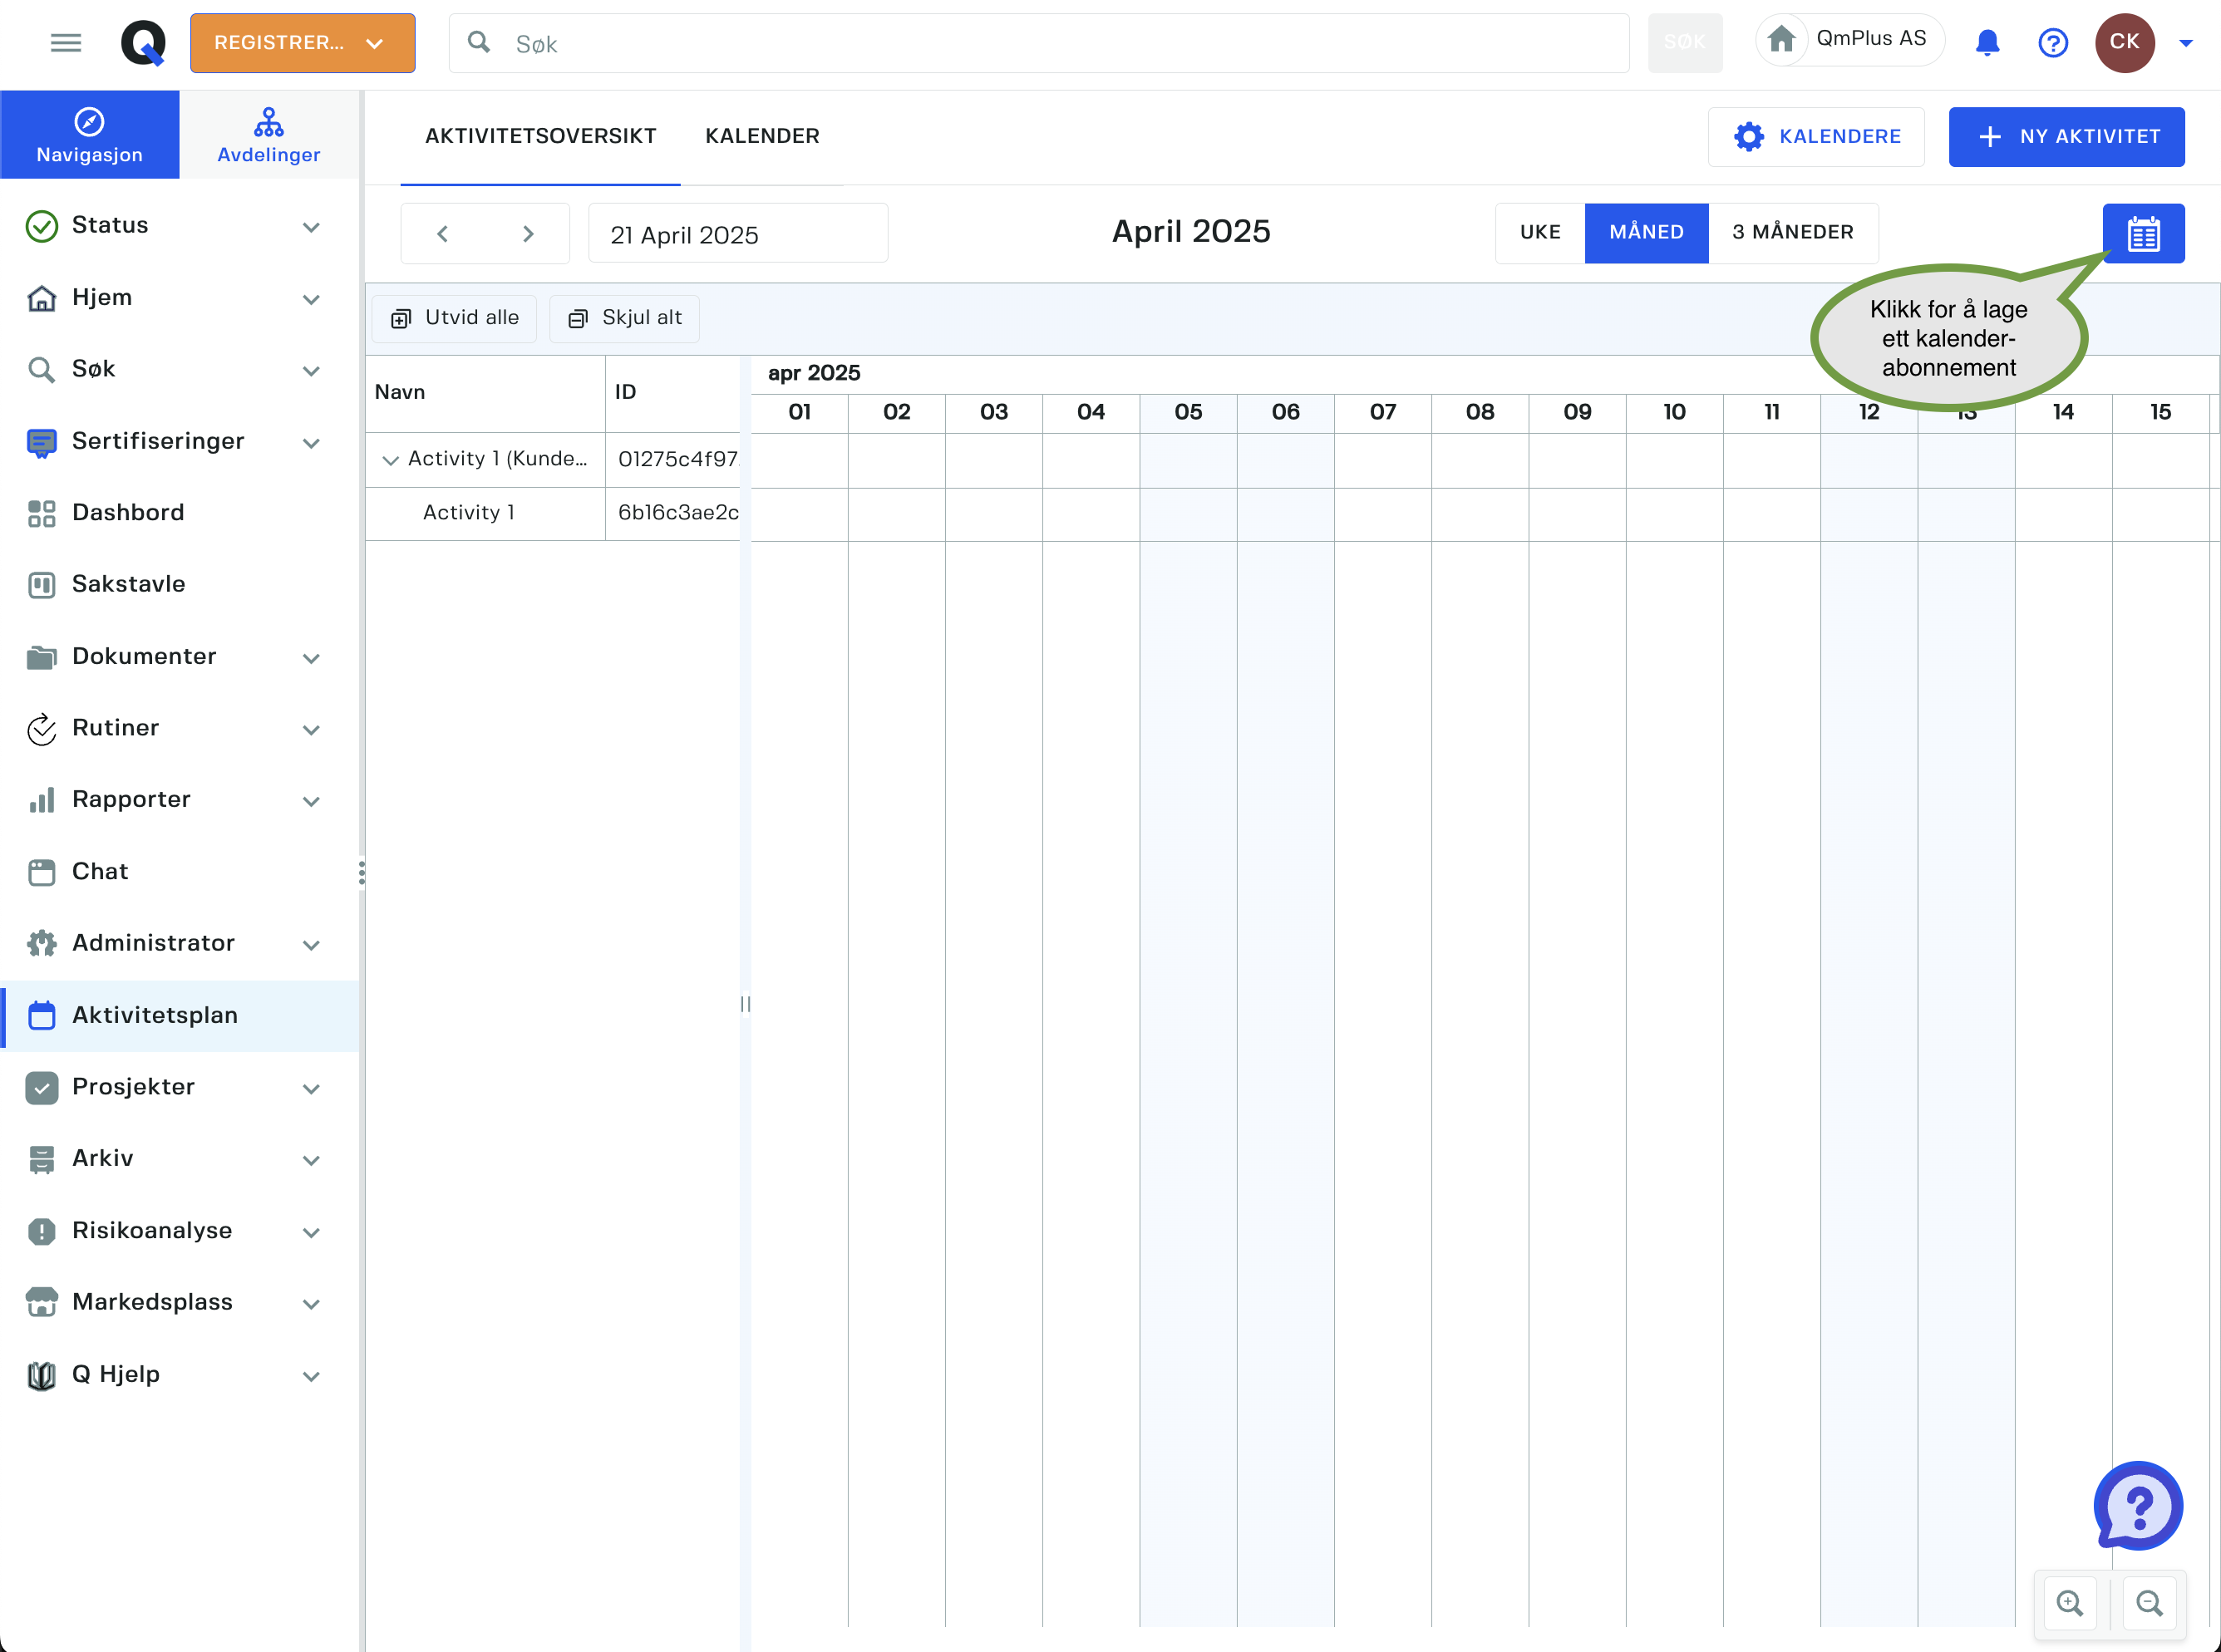 REGISTRER...
Søk
SØK
QmPlus AS
CK
Navigasjon
Avdelinger
AKTIVITETSOVERSIKT
KALENDER
KALENDERE
NY AKTIVITET
Status
Hjem
Søk
Sertifiseringer
Dashbord
Sakstavle
Dokumenter
Rutiner
Rapporter
Chat
Administrator
Aktivitetsplan
Prosjekter
Arkiv
Risikoanalyse
Markedsplass
Q Hjelp
21 April 2025
April 2025
UKE
MÅNED
3 MÅNEDER
Klikk for å lage
ett kalender-
abonnement
Utvid alle
Skjul alt
Navn
ID
apr 2025
01 02 03 04 05 06 07 08 09 10 11 12 13 14 15
Activity 1 (Kunde... 01275c4f97
Activity 1 6b16c3ae2c